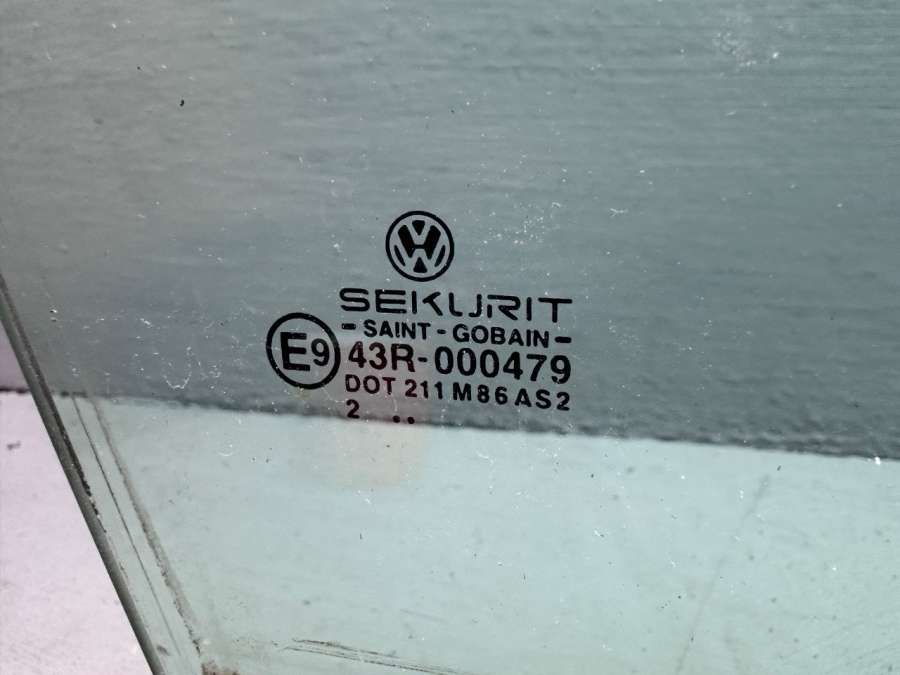 SEKURIT
- SAINT - GOBAIN -
E9 43R-000479
DOT 211 M86 AS2
2 ..